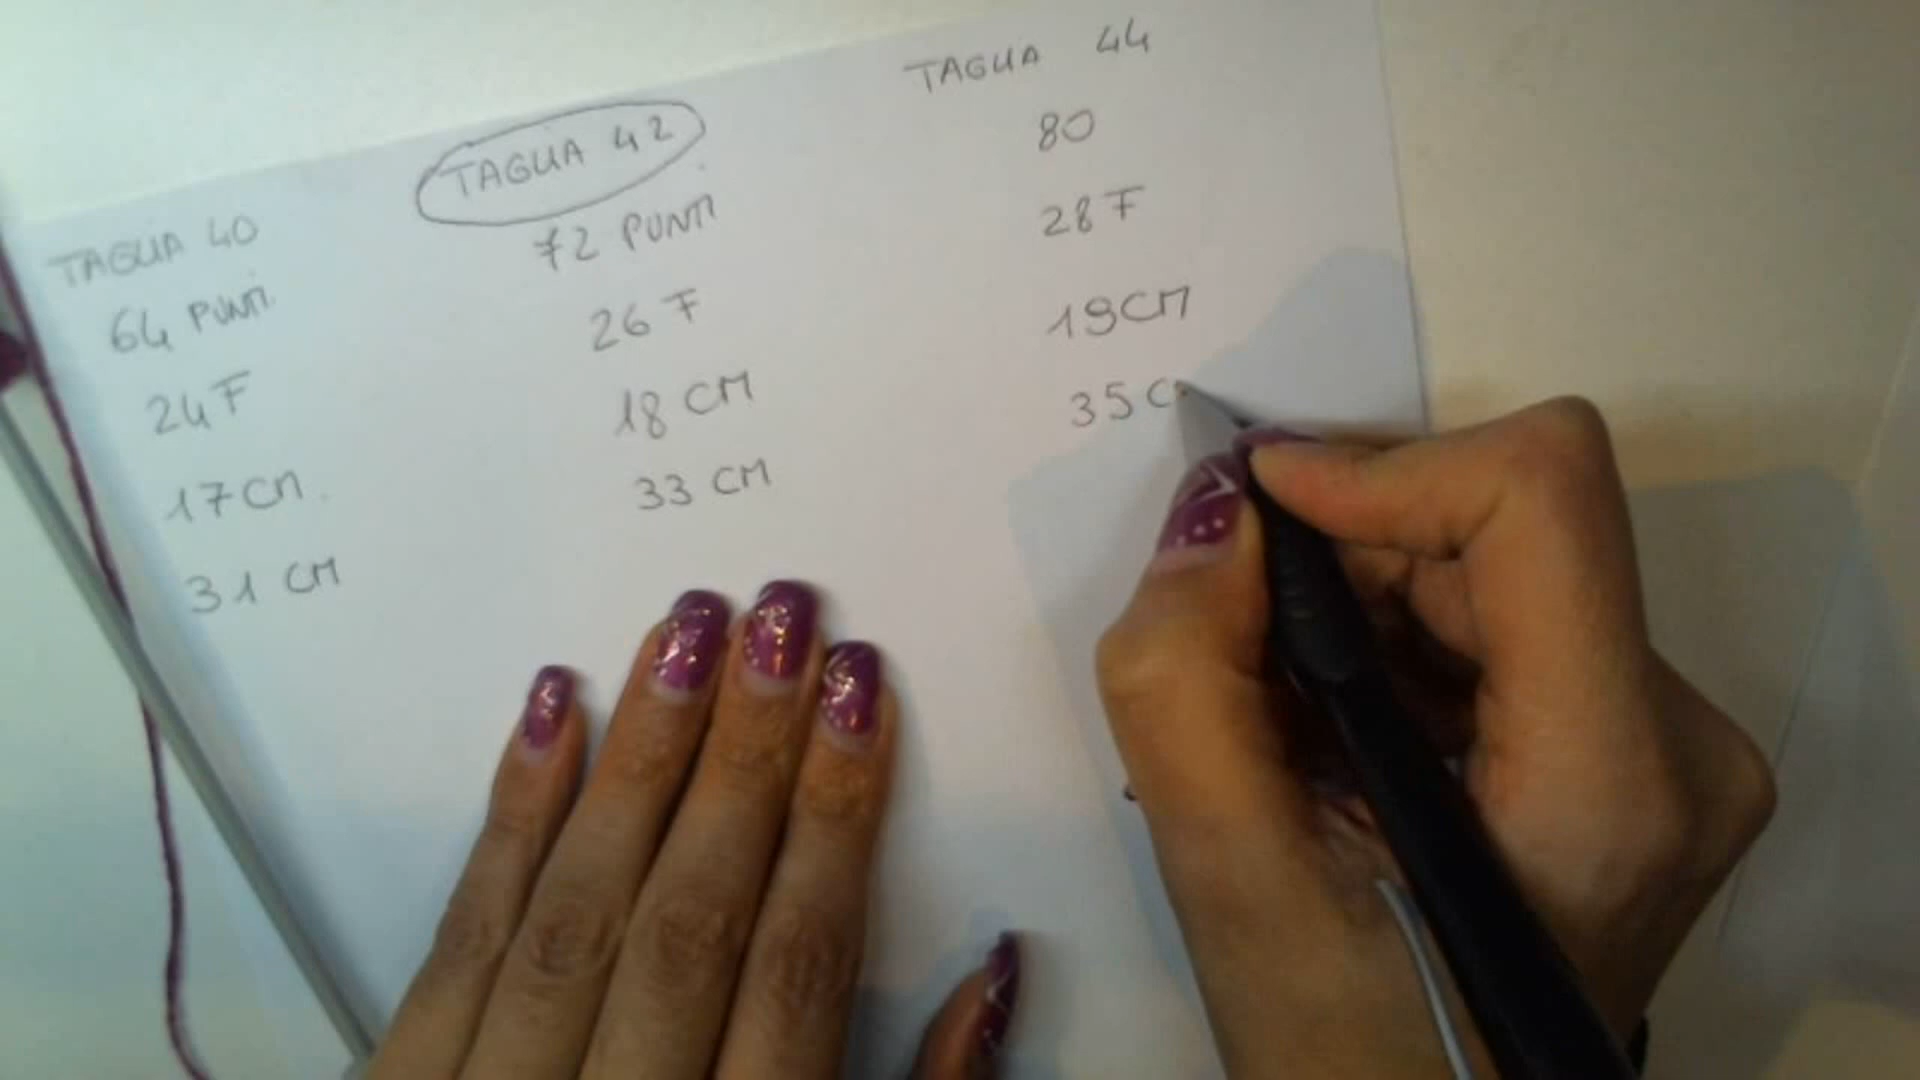 TAGLIA 40
64 PUNTI
24 F
17 CM
31 CM
TAGLIA 42
72 PUNTI
26 F
18 CM
33 CM
TAGLIA 44
80
28 F
19 CM
35 C